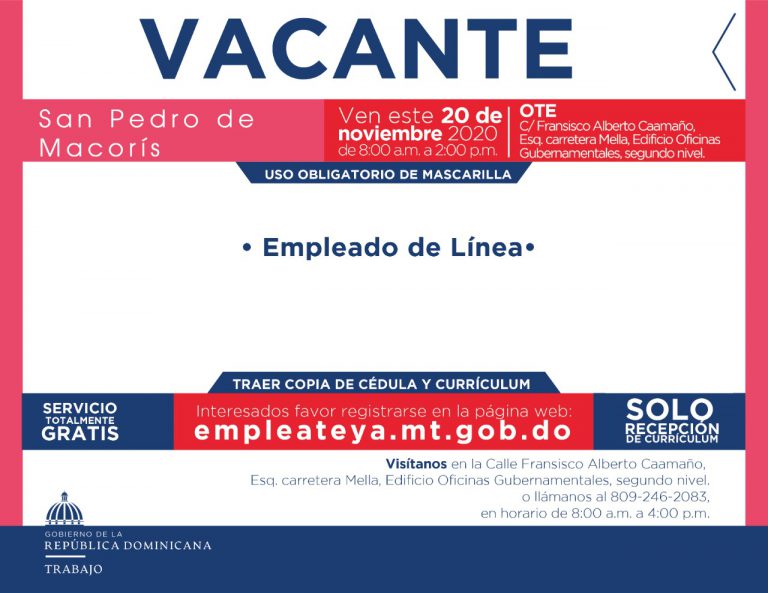 VACANTE
San Pedro de
Macorís
Ven este 20 de
noviembre 2020
de 8:00 a.m. a 2:00 p.m.
OTE
C/ Fransisco Alberto Caamaño,
Esq. carretera Mella, Edificio Oficinas
Gubernamentales, segundo nivel.
USO OBLIGATORIO DE MASCARILLA
• Empleado de Línea•
TRAER COPIA DE CÉDULA Y CURRÍCULUM
SERVICIO
TOTALMENTE
GRATIS
Interesados favor registrarse en la página web:
empleateya.mt.gob.do
SOLO
RECEPCIÓN
DE CURRÍCULUM
Visítanos en la Calle Fransisco Alberto Caamaño,
Esq. carretera Mella, Edificio Oficinas Gubernamentales, segundo nivel.
o llámanos al 809-246-2083,
en horario de 8:00 a.m. a 4:00 p.m.
GOBIERNO DE LA
REPÚBLICA DOMINICANA
TRABAJO